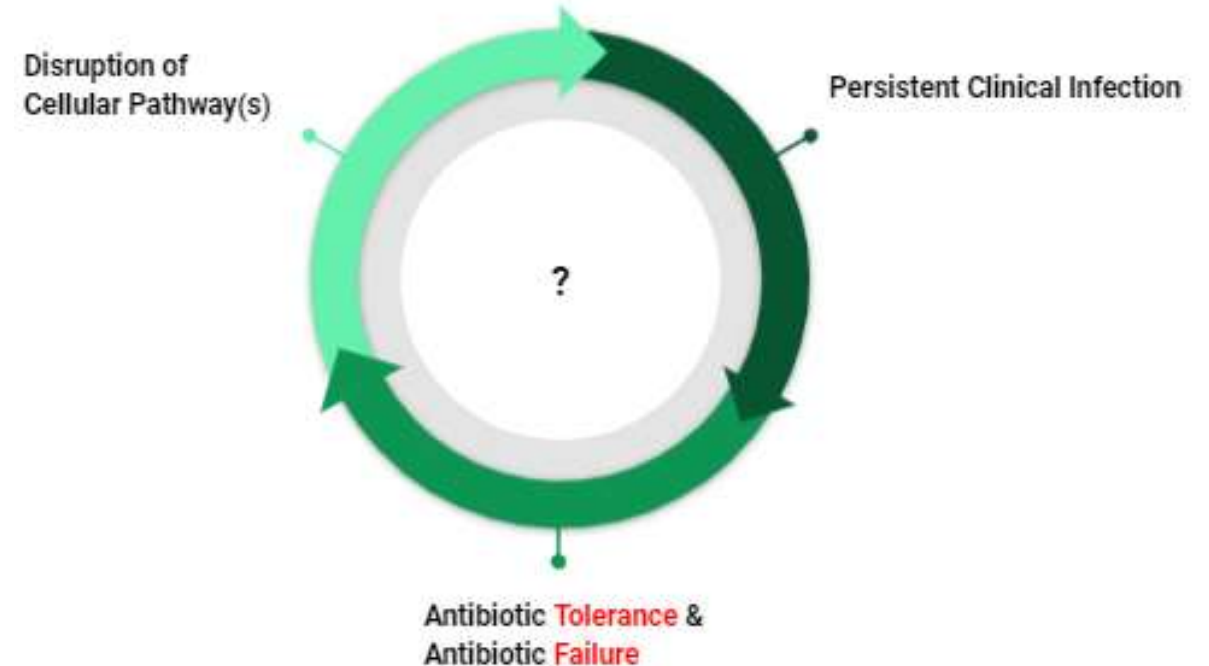 Disruption of
Cellular Pathway(s)
Persistent Clinical Infection
?
Antibiotic Tolerance &
Antibiotic Failure